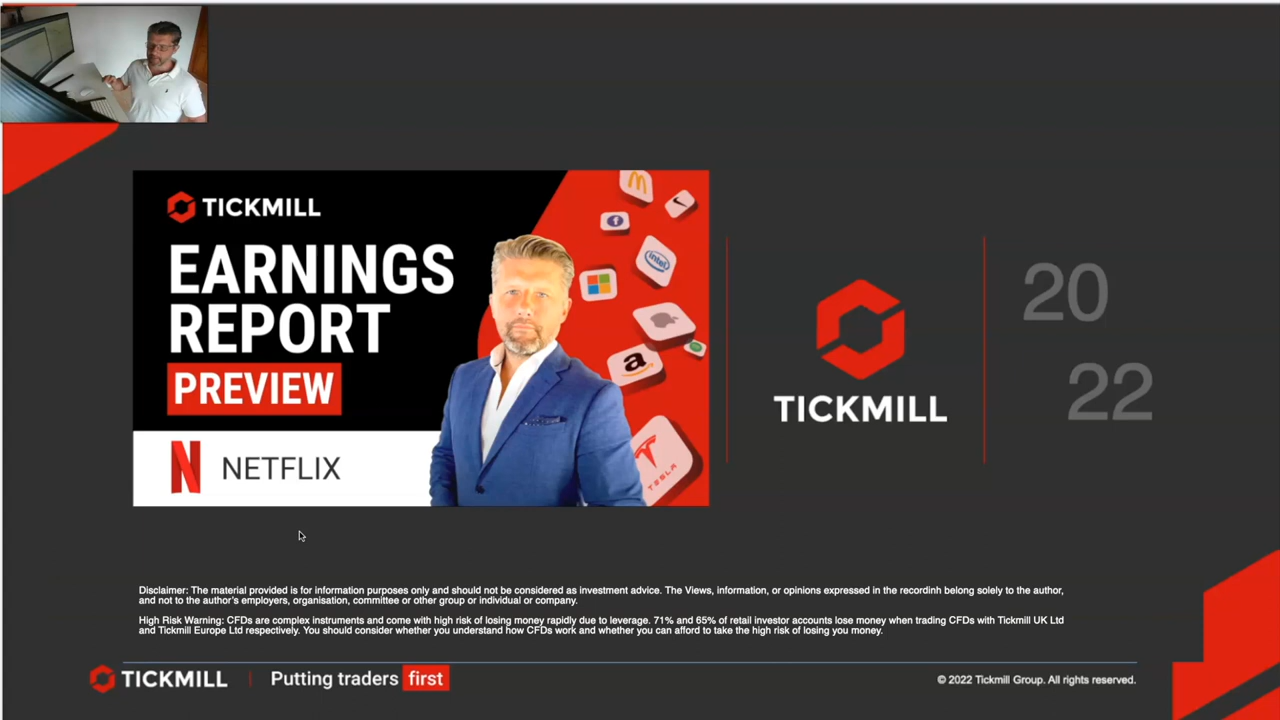 TICKMILL
EARNINGS
REPORT
PREVIEW
NETFLIX
intel
a
TESLA
TICKMILL
20
22
Disclaimer: The material provided is for information purposes only and should not be considered as investment advice. The Views, information, or opinions expressed in the recordinh belong solely to the author,
and not to the author's employers, organisation, committee or other group or individual or company.
High Risk Warning: CFDs are complex instruments and come with high risk of losing money rapidly due to leverage. 71% and 65% of retail investor accounts lose money when trading CFDs with Tickmill UK Ltd
and Tickmill Europe Ltd respectively. You should consider whether you understand how CFDs work and whether you can afford to take the high risk of losing you money.
TICKMILL | Putting traders first
© 2022 Tickmill Group. All rights reserved.